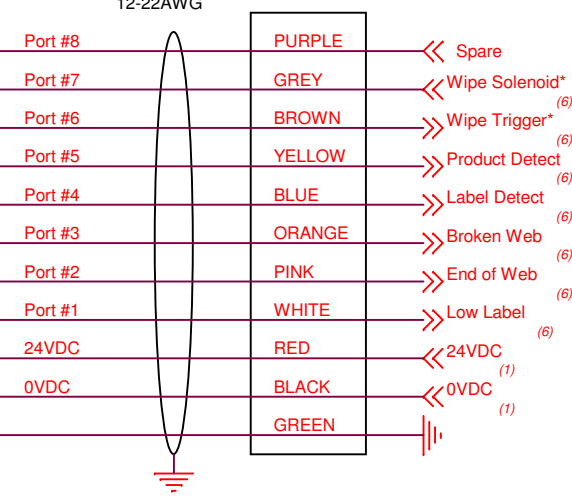 12-22AWG
Port #8 PURPLE Spare
Port #7 GREY Wipe Solenoid*
(6)
Port #6 BROWN Wipe Trigger*
(6)
Port #5 YELLOW Product Detect
(6)
Port #4 BLUE Label Detect
(6)
Port #3 ORANGE Broken Web
(6)
Port #2 PINK End of Web
(6)
Port #1 WHITE Low Label
(6)
24VDC RED 24VDC
(1)
0VDC BLACK 0VDC
(1)
GREEN